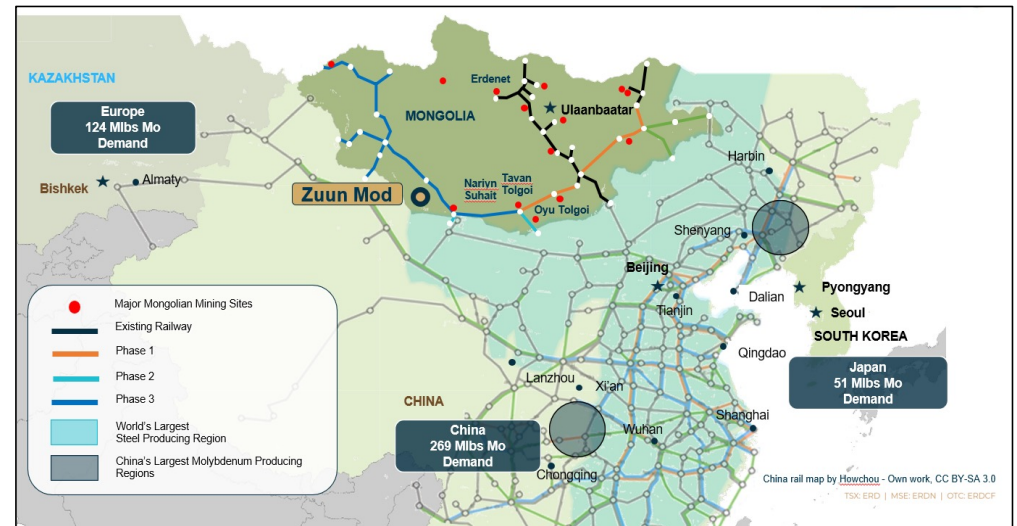 KAZAKHSTAN
Europe
124 Mlbs Mo
Demand
Bishkek
Almaty
MONGOLIA
Erdenet
Ulaanbaatar
Zuun Mod
Nariyn
Suhait
Tavan
Tolgoi
Oyu Tolgoi
Harbin
Shenyang
Beijing
Tianjin
Dalian
Pyongyang
Seoul
SOUTH KOREA
Qingdao
Japan
51 Mlbs Mo
Demand
Lanzhou
Xi'an
CHINA
China
269 Mlbs Mo
Demand
Wuhan
Shanghai
Chongqing
Major Mongolian Mining Sites
Existing Railway
Phase 1
Phase 2
Phase 3
World's Largest
Steel Producing Region
China's Largest Molybdenum Producing
Regions
China rail map by Howchou - Own work, CC BY-SA 3.0
TSX: ERD | MSE: ERDN | OTC: ERDCF